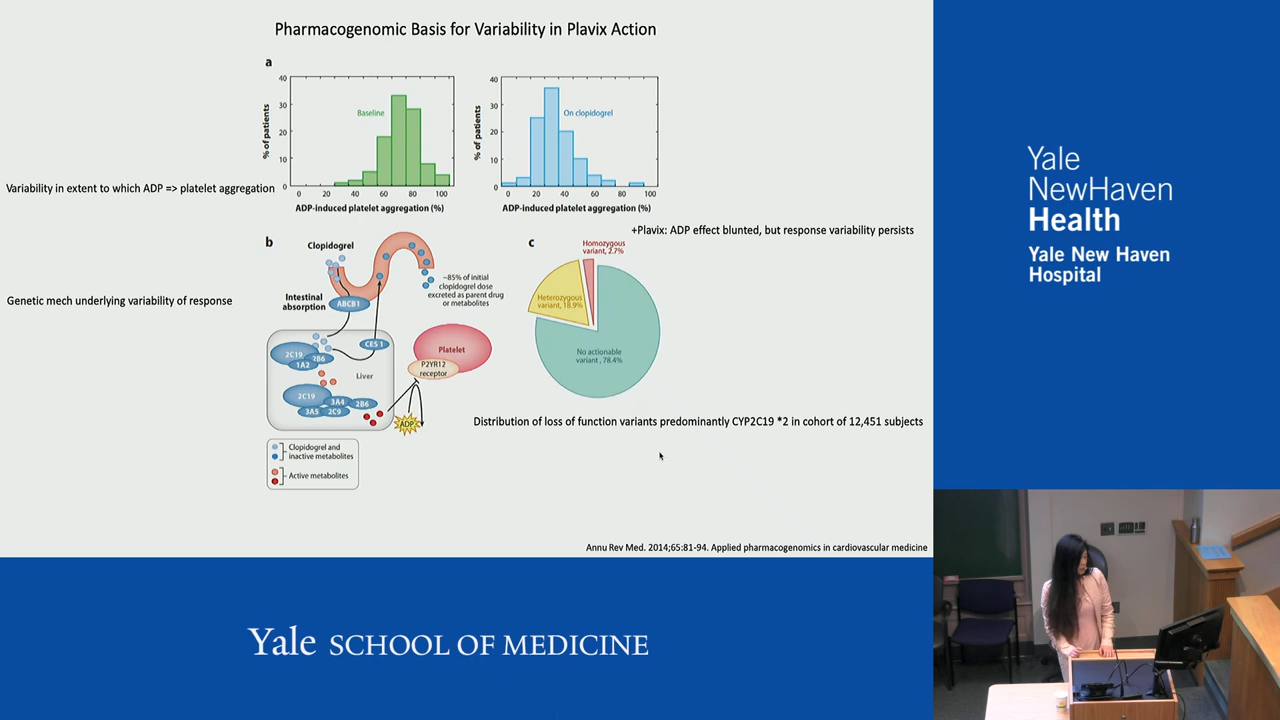 Pharmacogenomic Basis for Variability in Plavix Action
a
40
30
20
10
0
% of patients
Baseline
0 20 40 60 80 100
ADP-induced platelet aggregation (%)
40
30
20
10
0
% of patients
On clopidogrel
0 20 40 60 80 100
ADP-induced platelet aggregation (%)
Variability in extent to which ADP => platelet aggregation
+Plavix: ADP effect blunted, but response variability persists
b
Clopidogrel
~85% of initial
clopidogrel dose
excreted as parent drug
or metabolites
Intestinal
absorption
ABCB1
Genetic mech underlying variability of response
CES 1
2C19
2B6
1A2
Liver
Platelet
P2YR12
receptor
2C19
3A4
2B6
3A5
2C9
ADP
Clopidogrel and
inactive metabolites
Active metabolites
c
Homozygous
variant, 2.7%
Heterozygous
variant, 18.9%
No actionable
variant, 78.4%
Distribution of loss of function variants predominantly CYP2C19 *2 in cohort of 12,451 subjects
Annu Rev Med. 2014;65:81-94. Applied pharmacogenomics in cardiovascular medicine
Yale
NewHaven
Health
Yale New Haven
Hospital
Yale SCHOOL OF MEDICINE